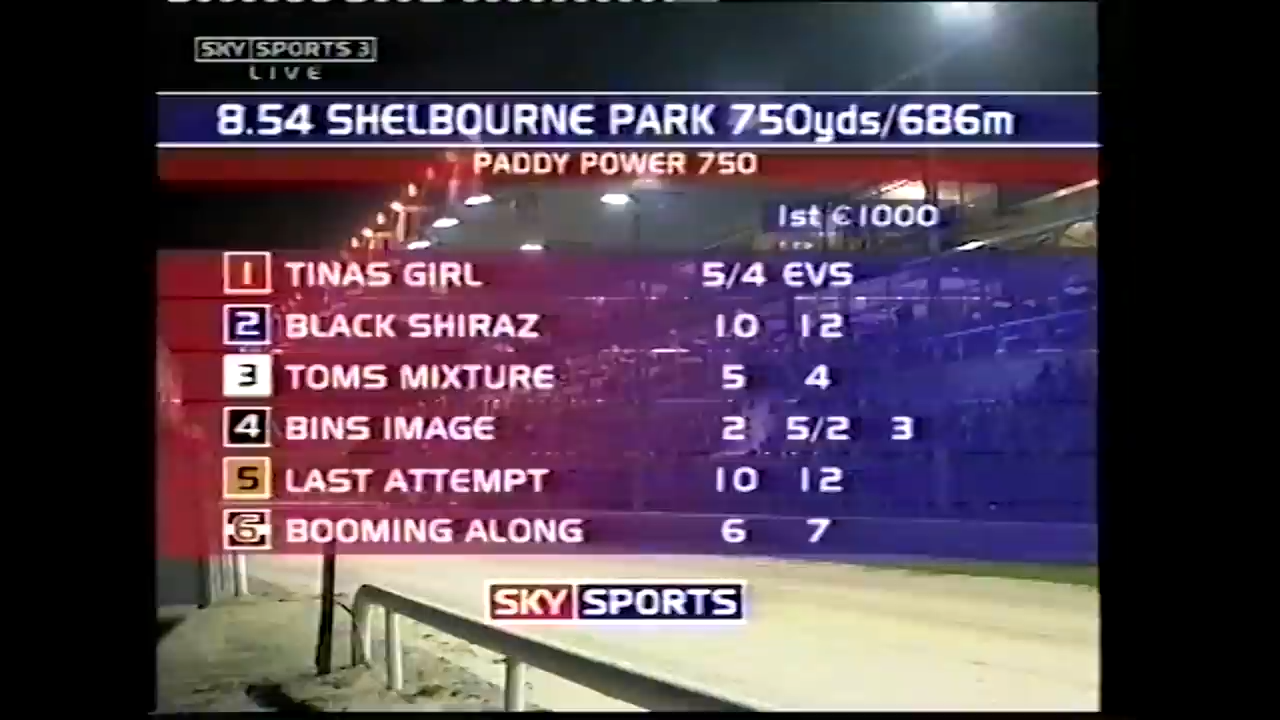 SKY SPORTS 3
LIVE
8.54 SHELBOURNE PARK 750yds/686m
PADDY POWER 750
1st €1000
1 TINAS GIRL 5/4 EVS
2 BLACK SHIRAZ 10 12
3 TOMS MIXTURE 5 4
4 BINS IMAGE 2 5/2 3
5 LAST ATTEMPT 10 12
6 BOOMING ALONG 6 7
SKY SPORTS